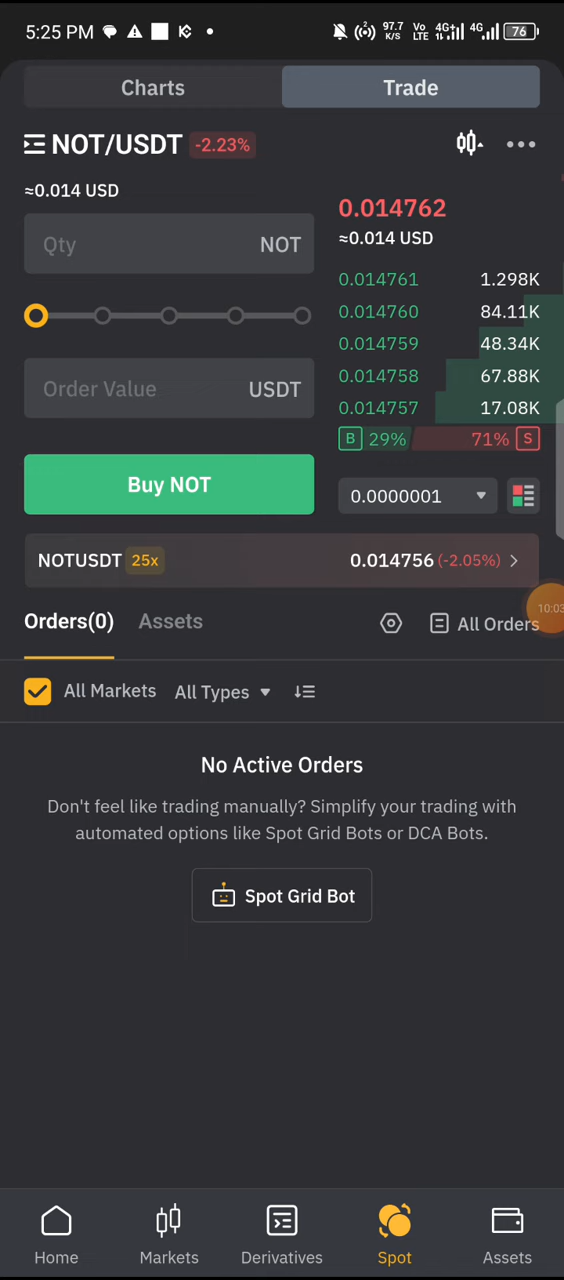 5:25 PM 97.7 K/S Vo LTE 4G+ 4G 76
Charts Trade
NOT/USDT -2.23%
≈0.014 USD
Qty NOT
Order Value USDT
Buy NOT
0.014762
≈0.014 USD
0.014761 1.298K
0.014760 84.11K
0.014759 48.34K
0.014758 67.88K
0.014757 17.08K
B 29% 71% S
0.0000001
NOTUSDT 25x 0.014756 (-2.05%)
10:03
Orders(0) Assets All Orders
All Markets All Types
No Active Orders
Don't feel like trading manually? Simplify your trading with
automated options like Spot Grid Bots or DCA Bots.
Spot Grid Bot
Home Markets Derivatives Spot Assets